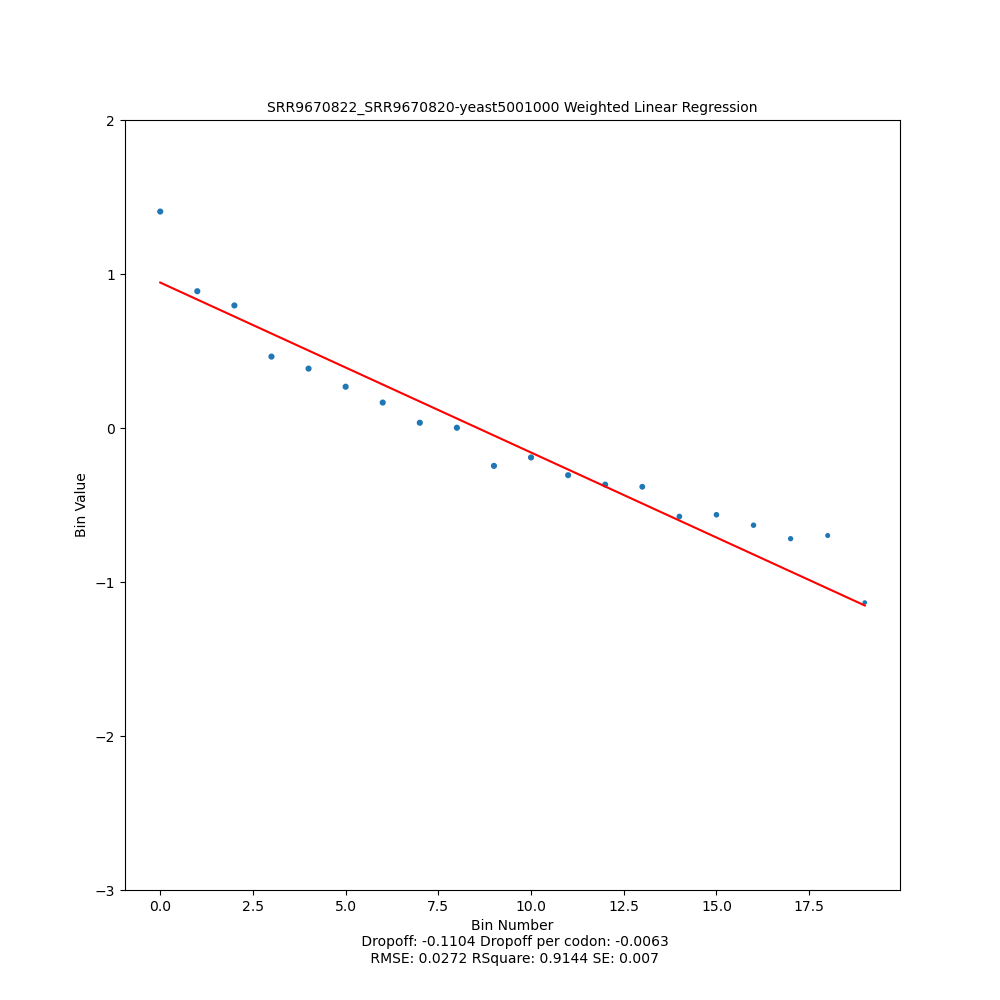 SRR9670822_SRR9670820-yeast5001000 Weighted Linear Regression
2
1
0
−1
−2
−3
Bin Value
0.0 2.5 5.0 7.5 10.0 12.5 15.0 17.5
Bin Number
Dropoff: -0.1104 Dropoff per codon: -0.0063
RMSE: 0.0272 RSquare: 0.9144 SE: 0.007